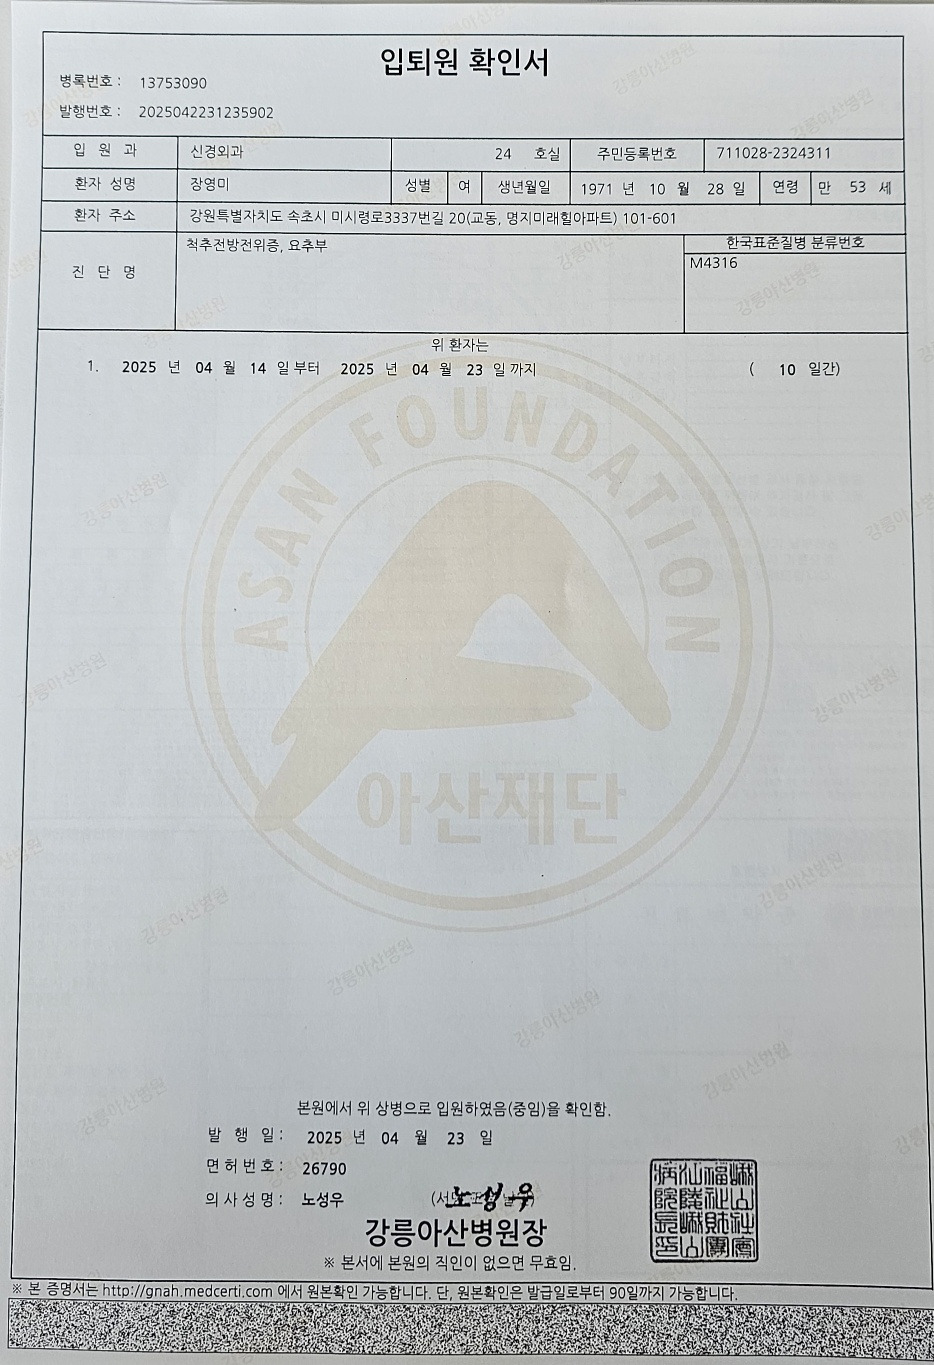 입퇴원 확인서
병록번호 : 13753090
발행번호 : 2025042231235902
입 원 과 신경외과 24 호실 주민등록번호 711028-2324311
환자 성명 장영미 성별 여 생년월일 1971 년 10 월 28 일 연령 만 53 세
환자 주소 강원특별자치도 속초시 미시령로3337번길 20(교동, 명지미래힐아파트) 101-601
진 단 명 척추전방전위증, 요추부 한국표준질병 분류번호
M4316
위 환자는
1. 2025 년 04 월 14 일 부터 2025 년 04 월 23 일 까지 ( 10 일간)
ASAN FOUNDATION
아산재단
강릉아산병원
본원에서 위 상병으로 입원하였음(중임)을 확인함.
발 행 일 : 2025 년 04 월 23 일
면허번호 : 26790
의사성명 : 노성우 노성우
강릉아산병원장
※ 본서에 본원의 직인이 없으면 무효임.
※ 본 증명서는 http://gnah.medcerti.com 에서 원본확인 가능합니다. 단, 원본확인은 발급일로부터 90일까지 가능합니다.